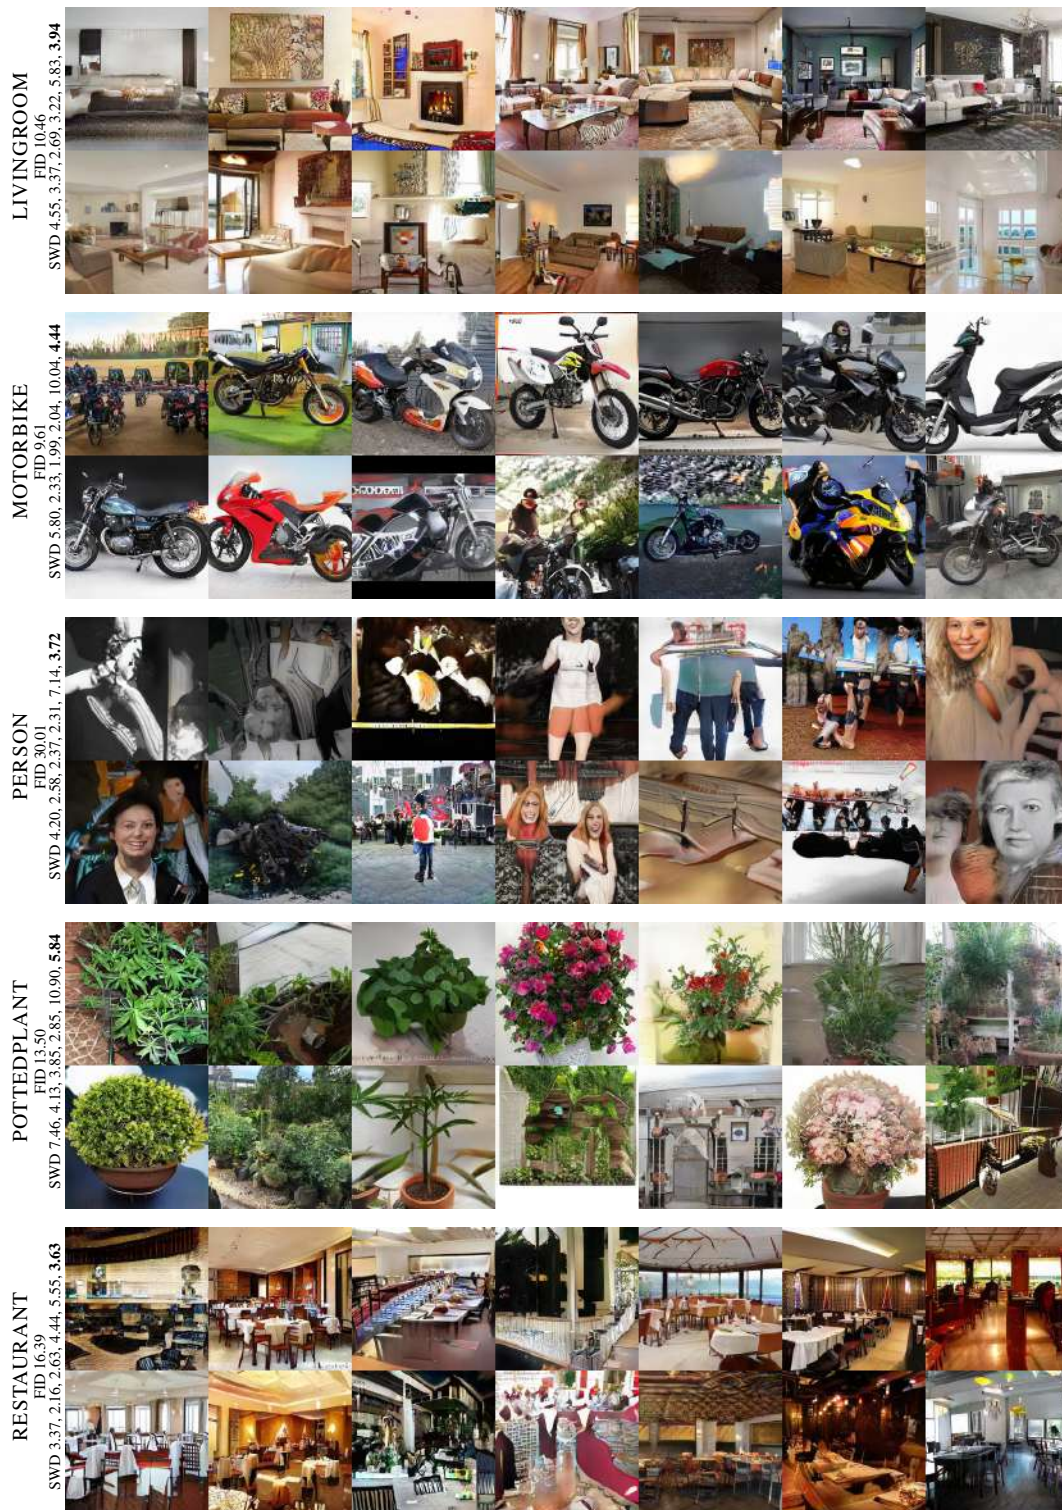 LIVINGROOM
FID 10.46
SWD 4.55, 3.37, 2.69, 3.22, 5.83, 3.94
MOTORBIKE
FID 9.61
SWD 5.80, 2.33, 1.99, 2.04, 10.04, 4.44
PERSON
FID 30.01
SWD 4.20, 2.58, 2.37, 2.31, 7.14, 3.72
POTTEDPLANT
FID 13.50
SWD 7.46, 4.13, 3.85, 2.85, 10.90, 5.84
RESTAURANT
FID 16.39
SWD 3.37, 2.16, 2.63, 4.44, 5.55, 3.63